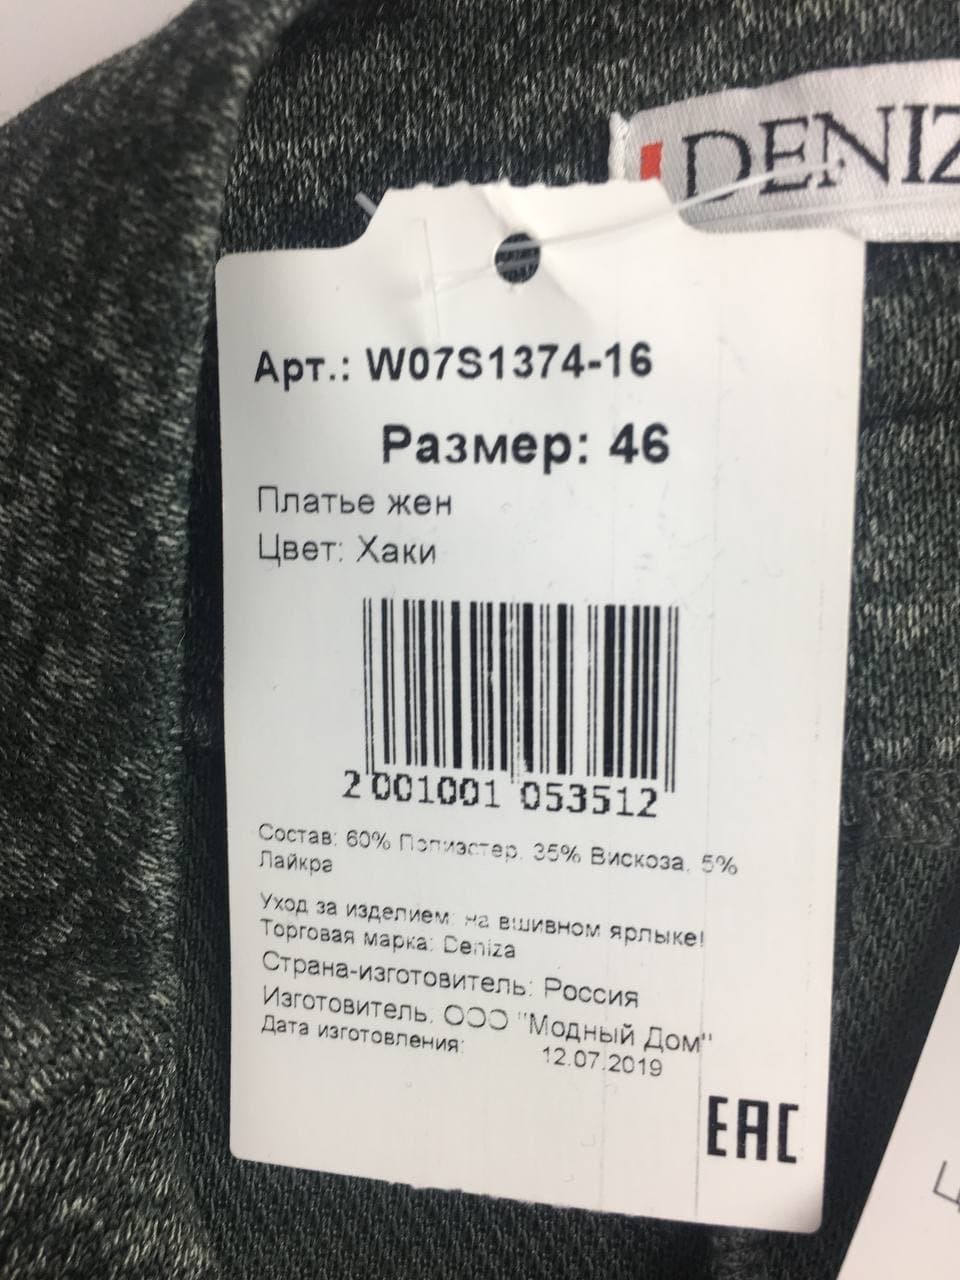 DENIZ
Арт.: W07S1374-16
Размер: 46
Платье жен
Цвет: Хаки
2 001001 053512
Состав: 60% Полиэстер, 35% Вискоза, 5%
Лайкра
Уход за изделием: на вшивном ярлыке!
Торговая марка: Deniza
Страна-изготовитель: Россия
Изготовитель: ООО "Модный Дом"
Дата изготовления: 12.07.2019
EAC